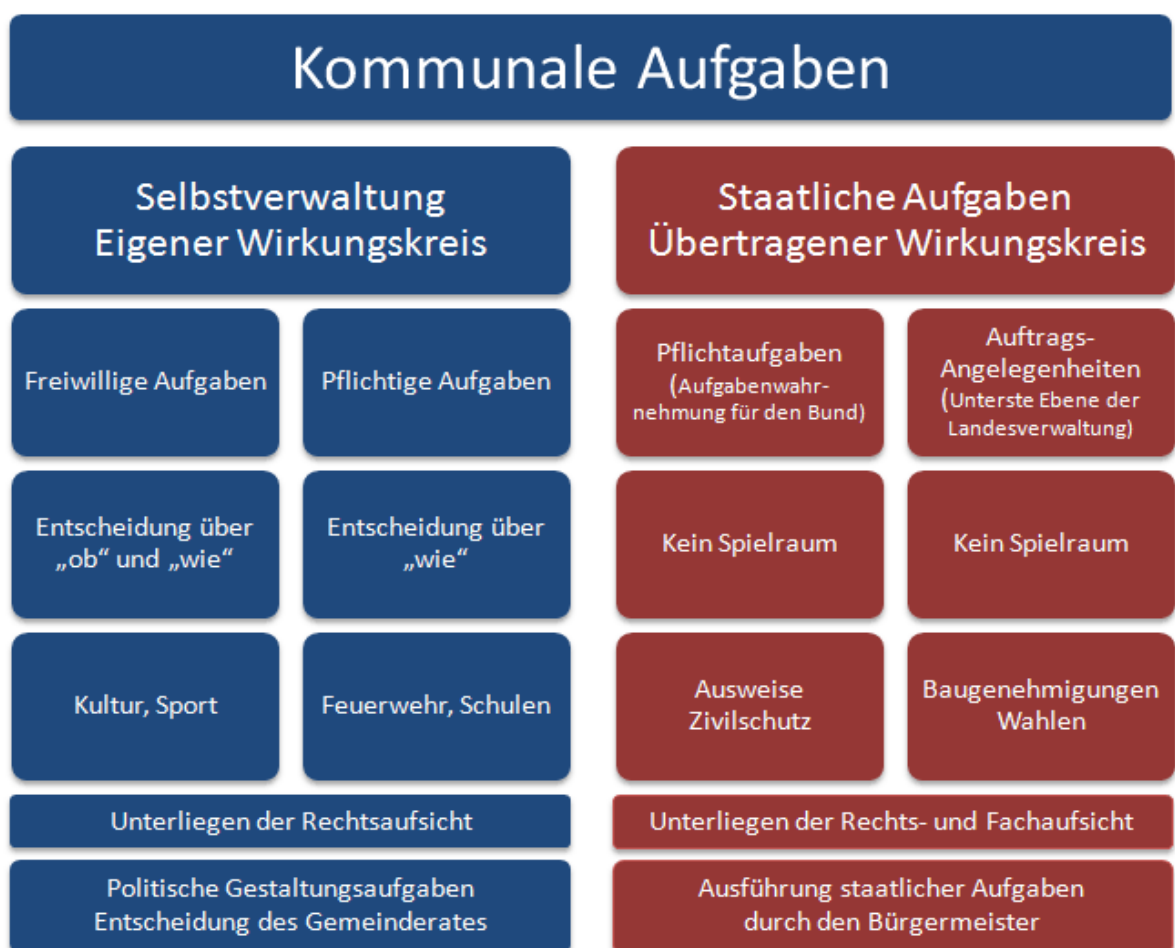 Kommunale Aufgaben
Selbstverwaltung
Eigener Wirkungskreis
Staatliche Aufgaben
Übertragener Wirkungskreis
Freiwillige Aufgaben
Pflichtige Aufgaben
Pflichtaufgaben
(Aufgabenwahr-
nehmung für den Bund)
Auftrags-
Angelegenheiten
(Unterste Ebene der
Landesverwaltung)
Entscheidung über
„ob“ und „wie“
Entscheidung über
„wie“
Kein Spielraum
Kein Spielraum
Kultur, Sport
Feuerwehr, Schulen
Ausweise
Zivilschutz
Baugenehmigungen
Wahlen
Unterliegen der Rechtsaufsicht
Unterliegen der Rechts- und Fachaufsicht
Politische Gestaltungsaufgaben
Entscheidung des Gemeinderates
Ausführung staatlicher Aufgaben
durch den Bürgermeister